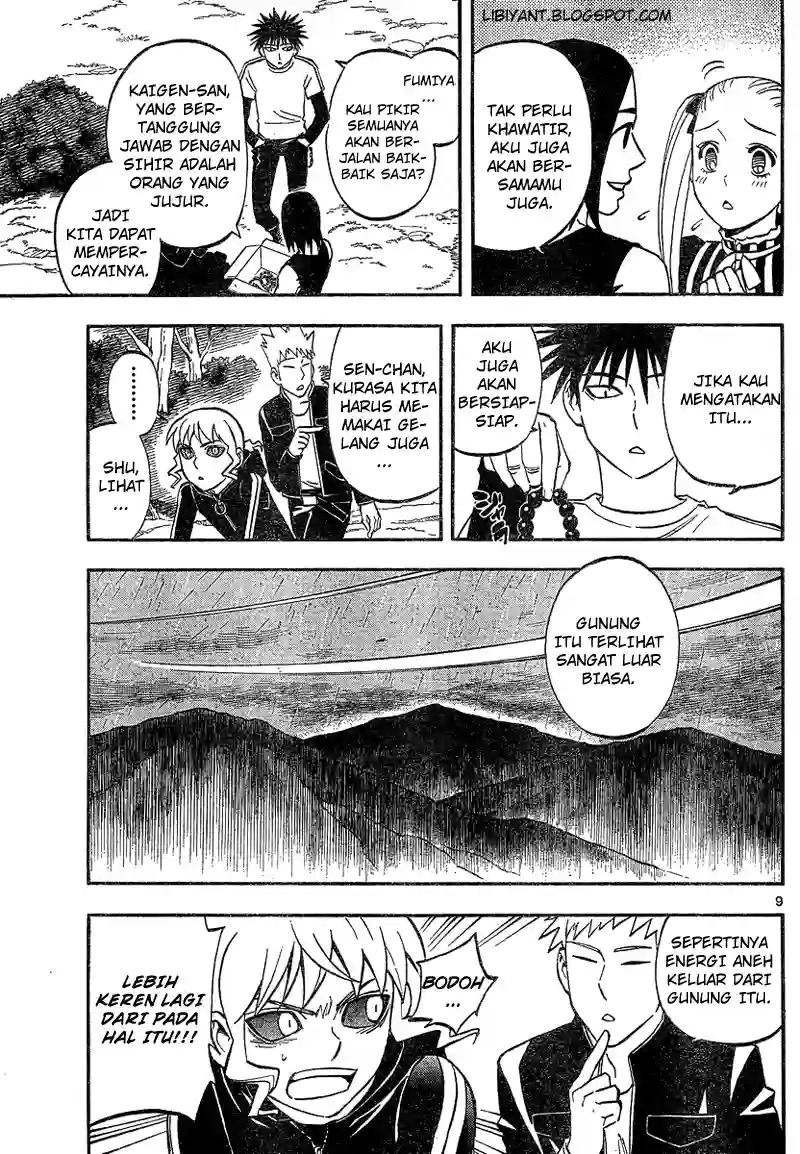 LIBIYANT.BLOGSPOT.COM
TAK PERLU
KHAWATIR,
AKU JUGA
AKAN BER-
SAMAMU
JUGA.
FUMIYA
...
KAU PIKIR
SEMUANYA
AKAN BER-
JALAN BAIK-
BAIK SAJA?
KAIGEN-SAN,
YANG BER-
TANGGUNG
JAWAB DENGAN
SIHIR ADALAH
ORANG YANG
JUJUR.
JADI
KITA DAPAT
MEMPER-
CAYAINYA.
JIKA KAU
MENGATAKAN
ITU...
AKU
JUGA
AKAN
BERSIAP-
SIAP.
SEN-CHAN,
KURASA KITA
HARUS ME-
MAKAI GE-
LANG JUGA
...
.........
SHU,
LIHAT
...
GUNUNG
ITU TERLIHAT
SANGAT LUAR
BIASA.
9
SEPERTINYA
ENERGI ANEH
KELUAR DARI
GUNUNG ITU.
BODOH
...
LEBIH
KEREN LAGI
DARI PADA
HAL ITU!!!